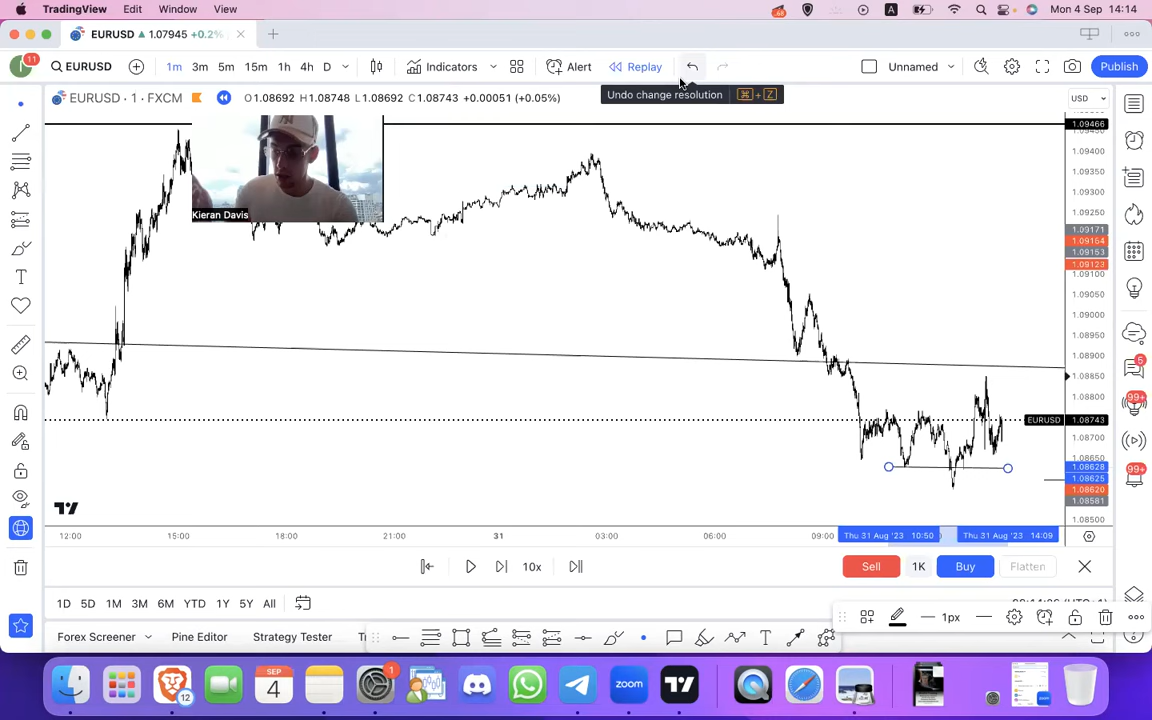 TradingView Edit Window View A Mon 4 Sep 14:14
EURUSD ▲ 1.07945 +0.2%
11 EURUSD 1m 3m 5m 15m 1h 4h D Indicators Alert Replay Unnamed Publish
Undo change resolution ⌘ + Z
EURUSD · 1 · FXCM O1.08692 H1.08748 L1.08692 C1.08743 +0.00051 (+0.05%)
USD
1.09466
1.09400
1.09350
1.09300
1.09250
1.09171
1.09164
1.09153
1.09123
1.09100
1.09050
1.09000
1.08950
1.08900
1.08850
1.08800
EURUSD 1.08743
1.08700
1.08650
1.08628
1.08625
1.08620
1.08581
1.08500
Kieran Davis
5
99+
99+
12:00 15:00 18:00 21:00 31 03:00 06:00 09:00 Thu 31 Aug '23 10:50 Thu 31 Aug '23 14:09
10x Sell 1K Buy Flatten
1D 5D 1M 3M 6M YTD 1Y 5Y All
1px
Forex Screener Pine Editor Strategy Tester
T
12
SEP
4
1
zoom